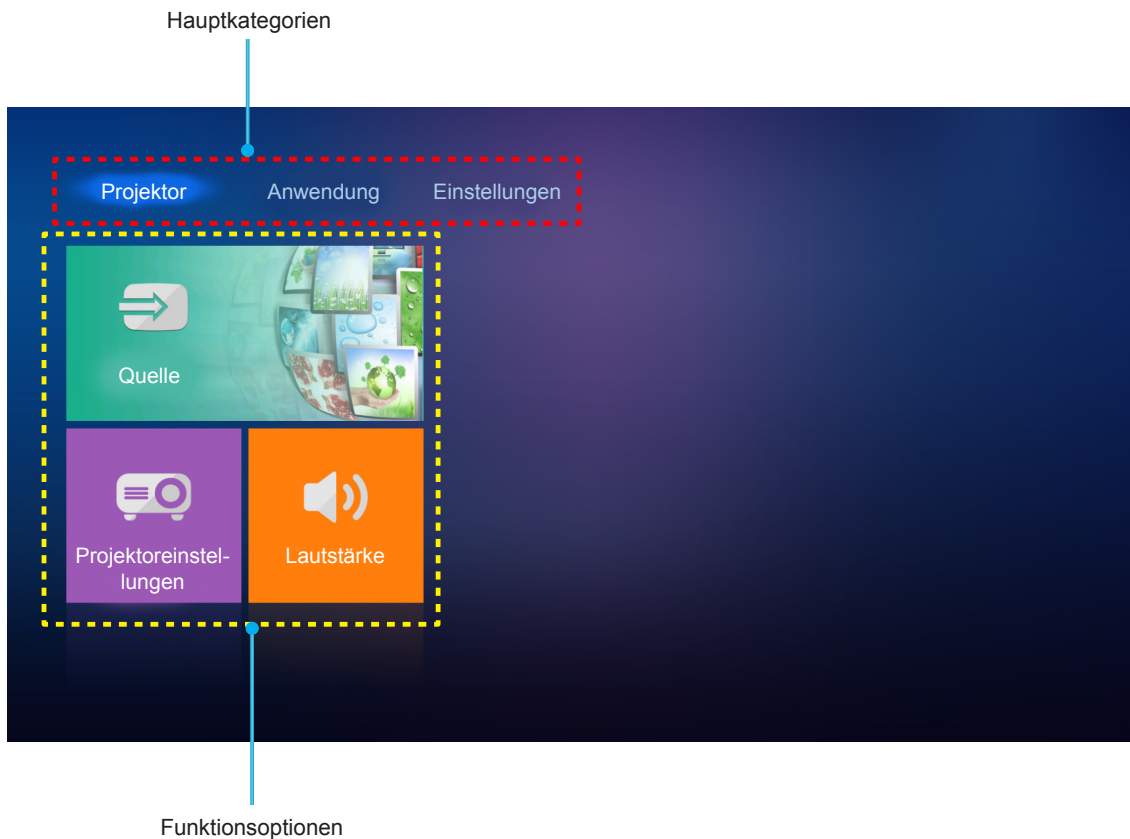 Hauptkategorien
Projektor Anwendung Einstellungen
Quelle
Projektoreinstel-
lungen
Lautstärke
Funktionsoptionen